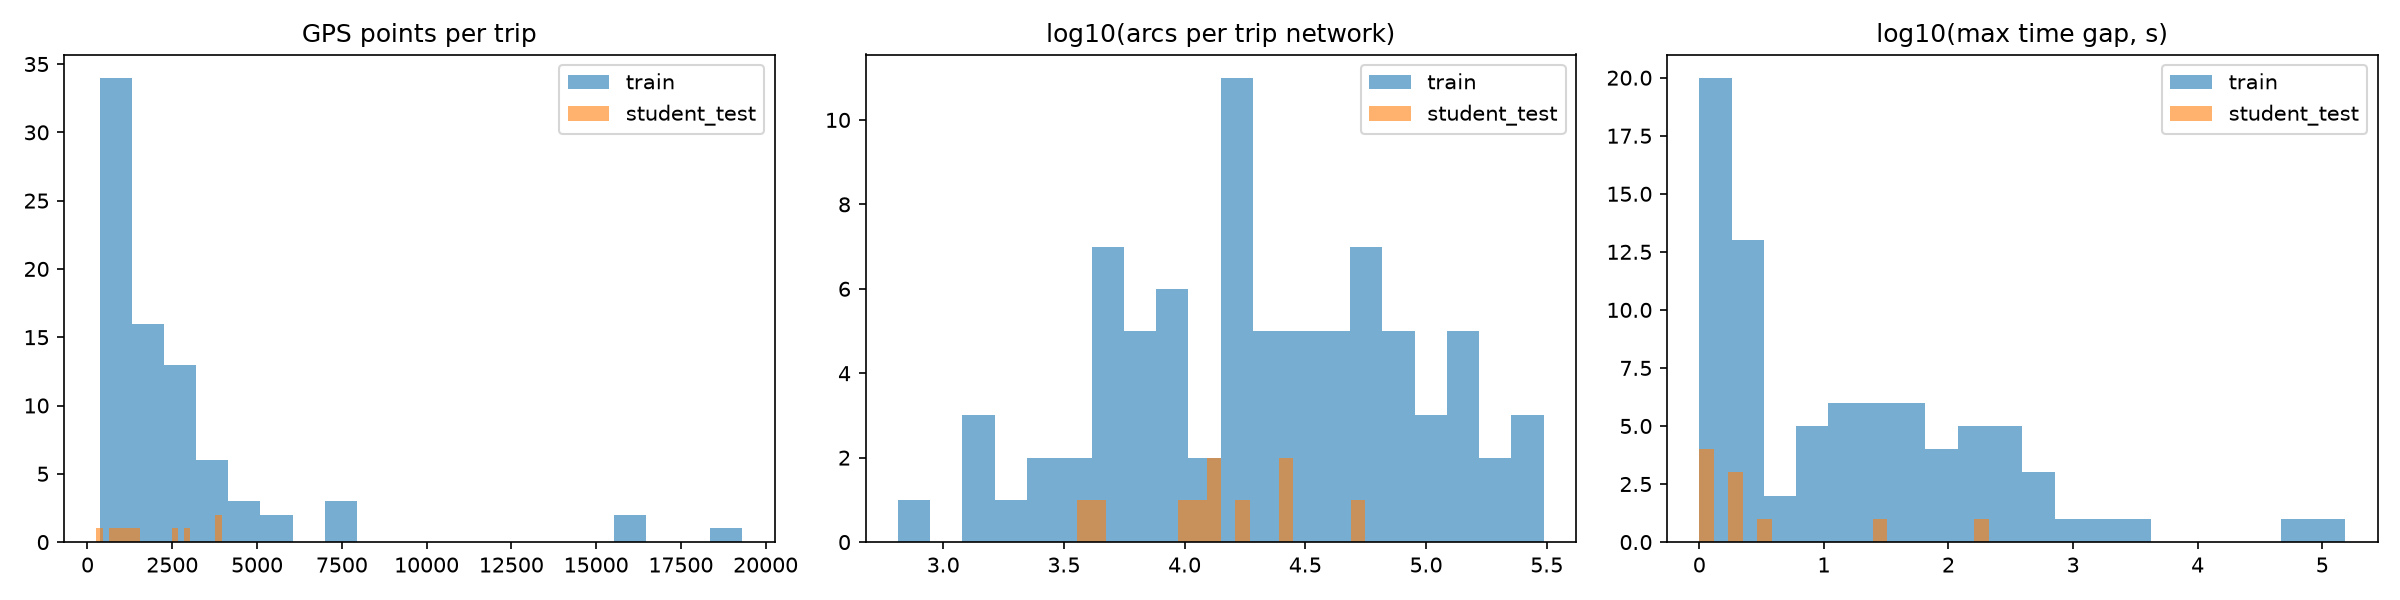 GPS points per trip
35
30
25
20
15
10
5
0
0 2500 5000 7500 10000 12500 15000 17500 20000
train
student_test
log10(arcs per trip network)
10
8
6
4
2
0
3.0 3.5 4.0 4.5 5.0 5.5
train
student_test
log10(max time gap, s)
20.0
17.5
15.0
12.5
10.0
7.5
5.0
2.5
0.0
0 1 2 3 4 5
train
student_test